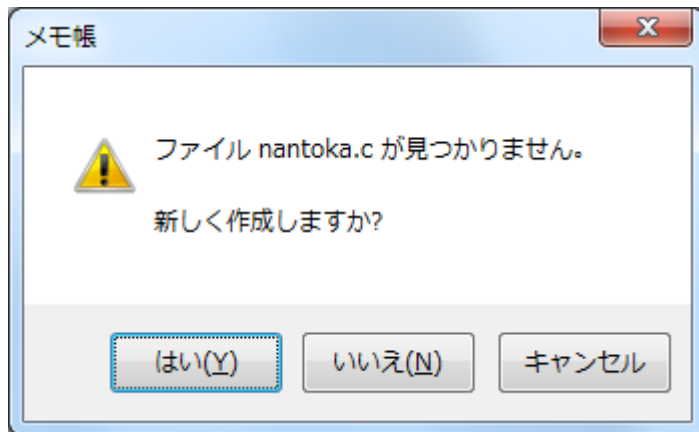 メモ帳
ファイル nantoka.c が見つかりません。
新しく作成しますか?
はい(Y) いいえ(N) キャンセル